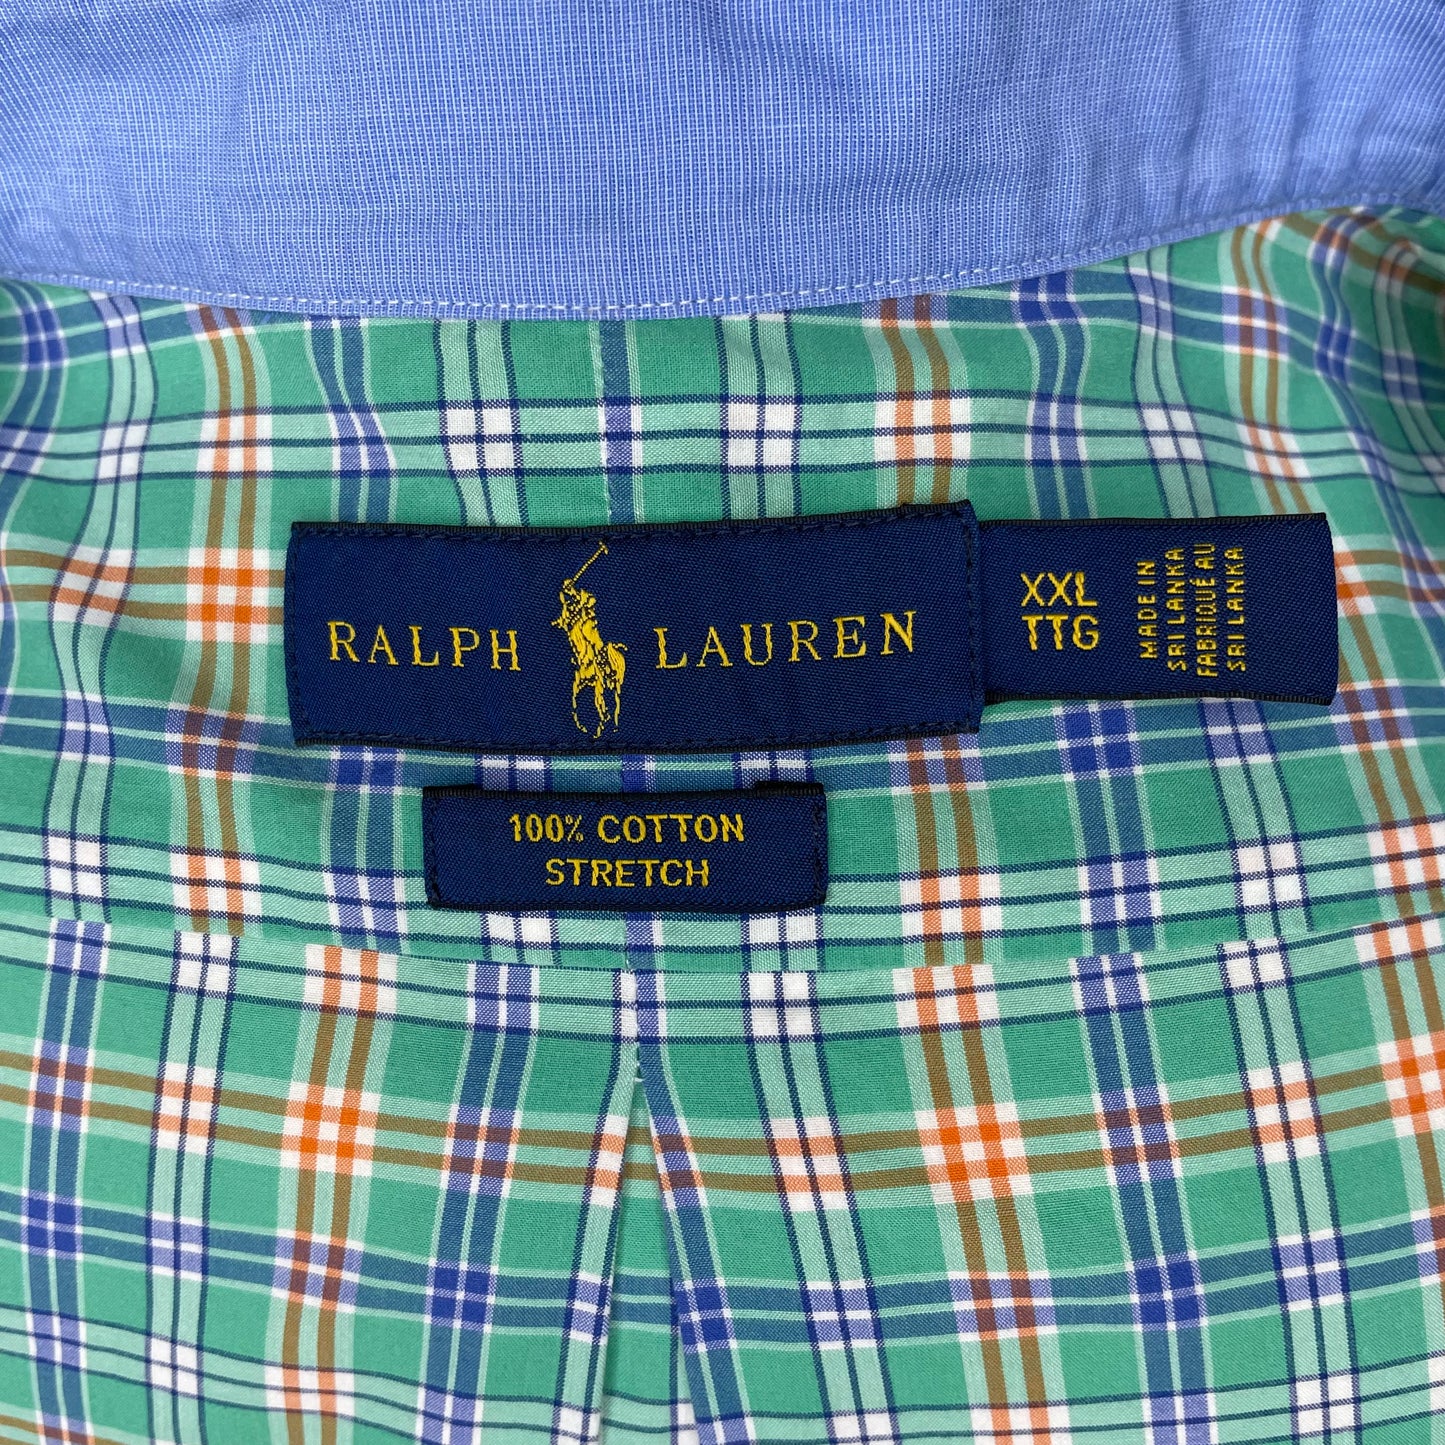 RALPH LAUREN
XXL
TTG
MADE IN
SRI LANKA
FABRIQUÉ AU
SRI LANKA
100% COTTON
STRETCH